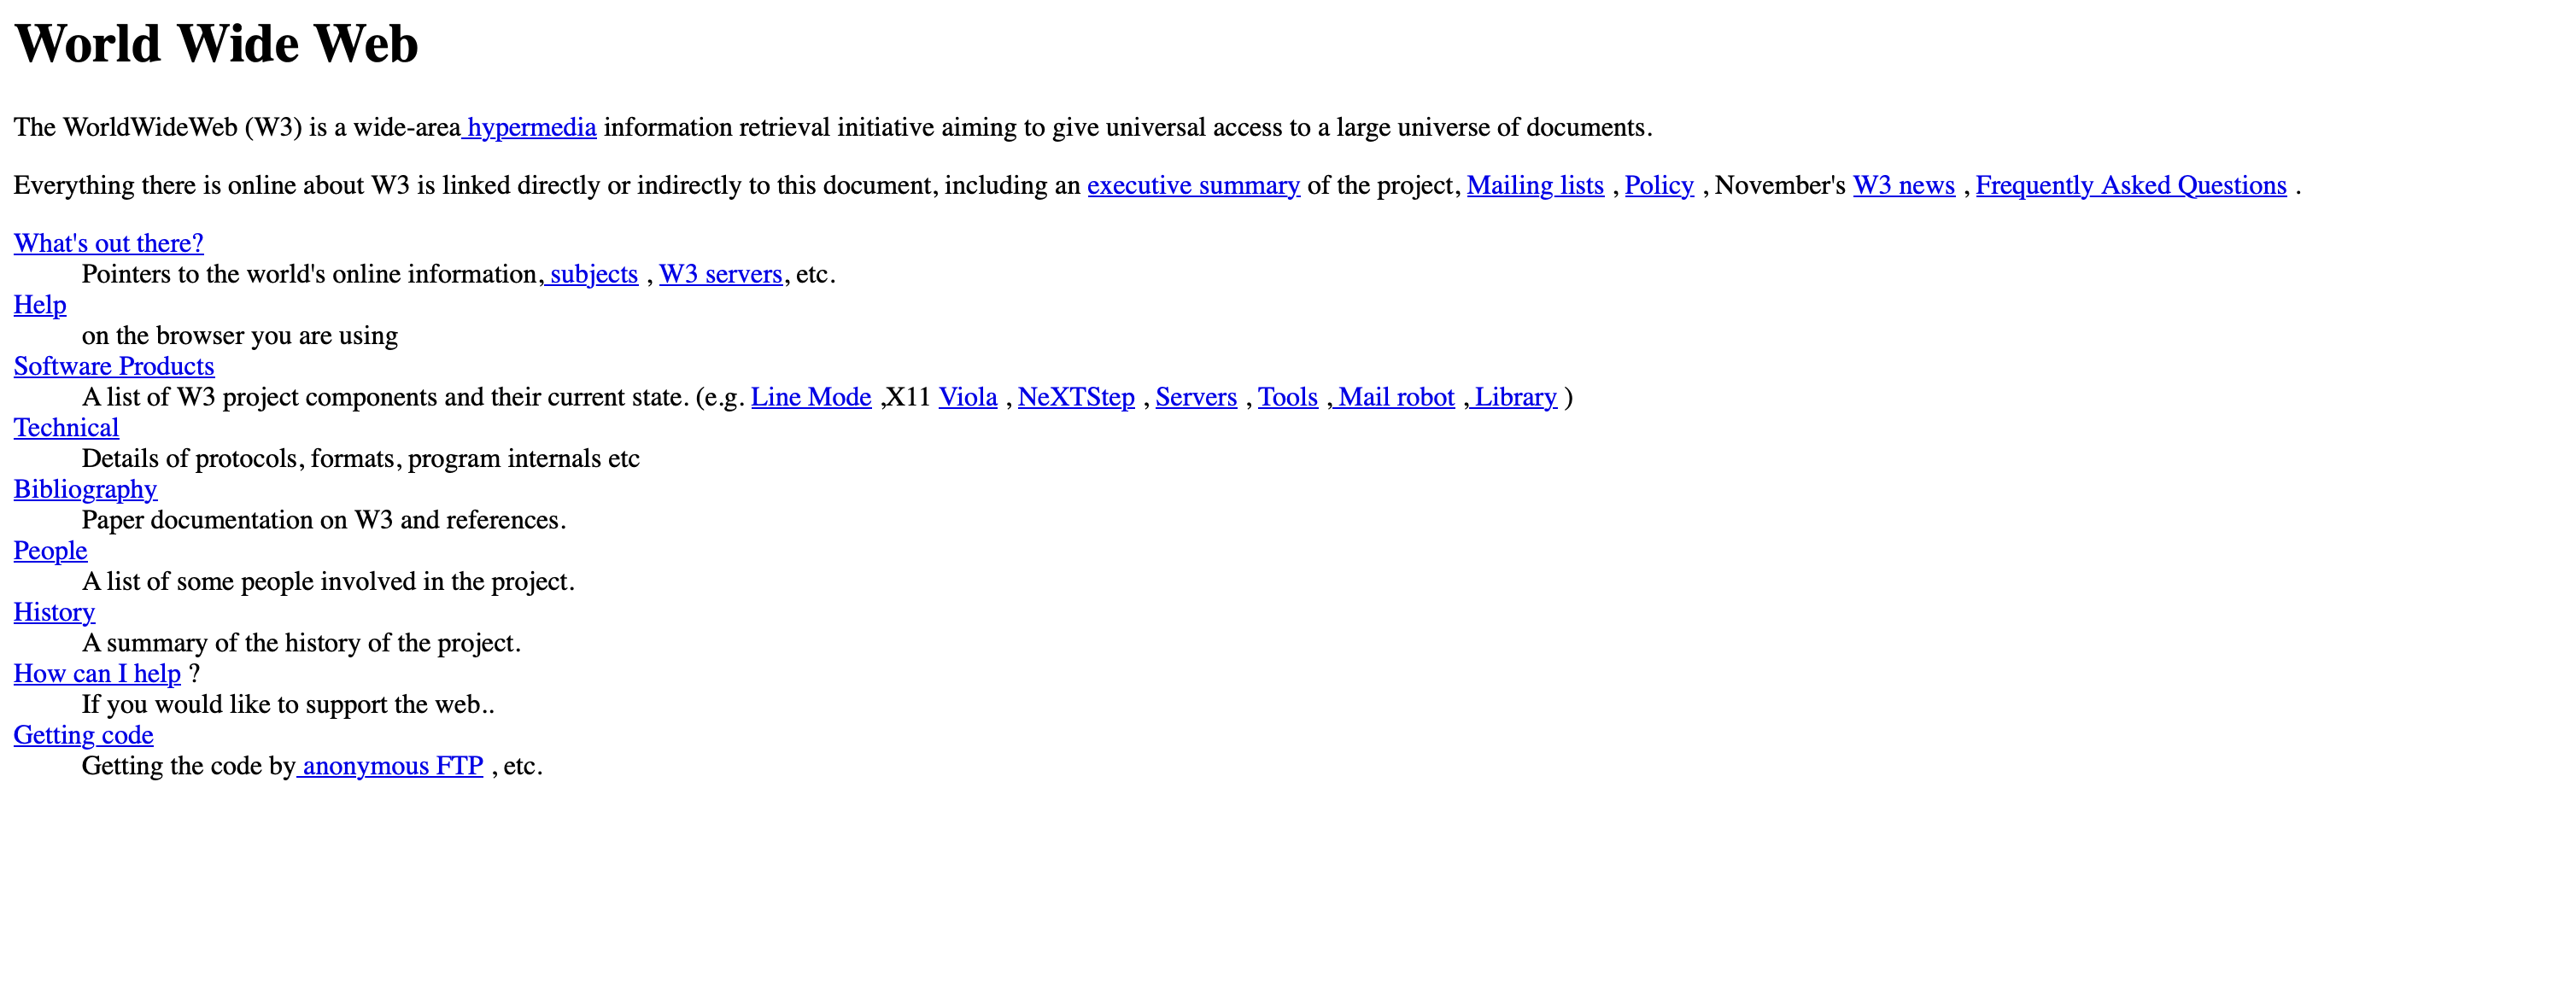 World Wide Web
The WorldWideWeb (W3) is a wide-area hypermedia information retrieval initiative aiming to give universal access to a large universe of documents.
Everything there is online about W3 is linked directly or indirectly to this document, including an executive summary of the project, Mailing lists , Policy , November's W3 news , Frequently Asked Questions .
What's out there?
Pointers to the world's online information, subjects , W3 servers, etc.
Help
on the browser you are using
Software Products
A list of W3 project components and their current state. (e.g. Line Mode ,X11 Viola , NeXTStep , Servers , Tools , Mail robot , Library )
Technical
Details of protocols, formats, program internals etc
Bibliography
Paper documentation on W3 and references.
People
A list of some people involved in the project.
History
A summary of the history of the project.
How can I help ?
If you would like to support the web..
Getting code
Getting the code by anonymous FTP , etc.